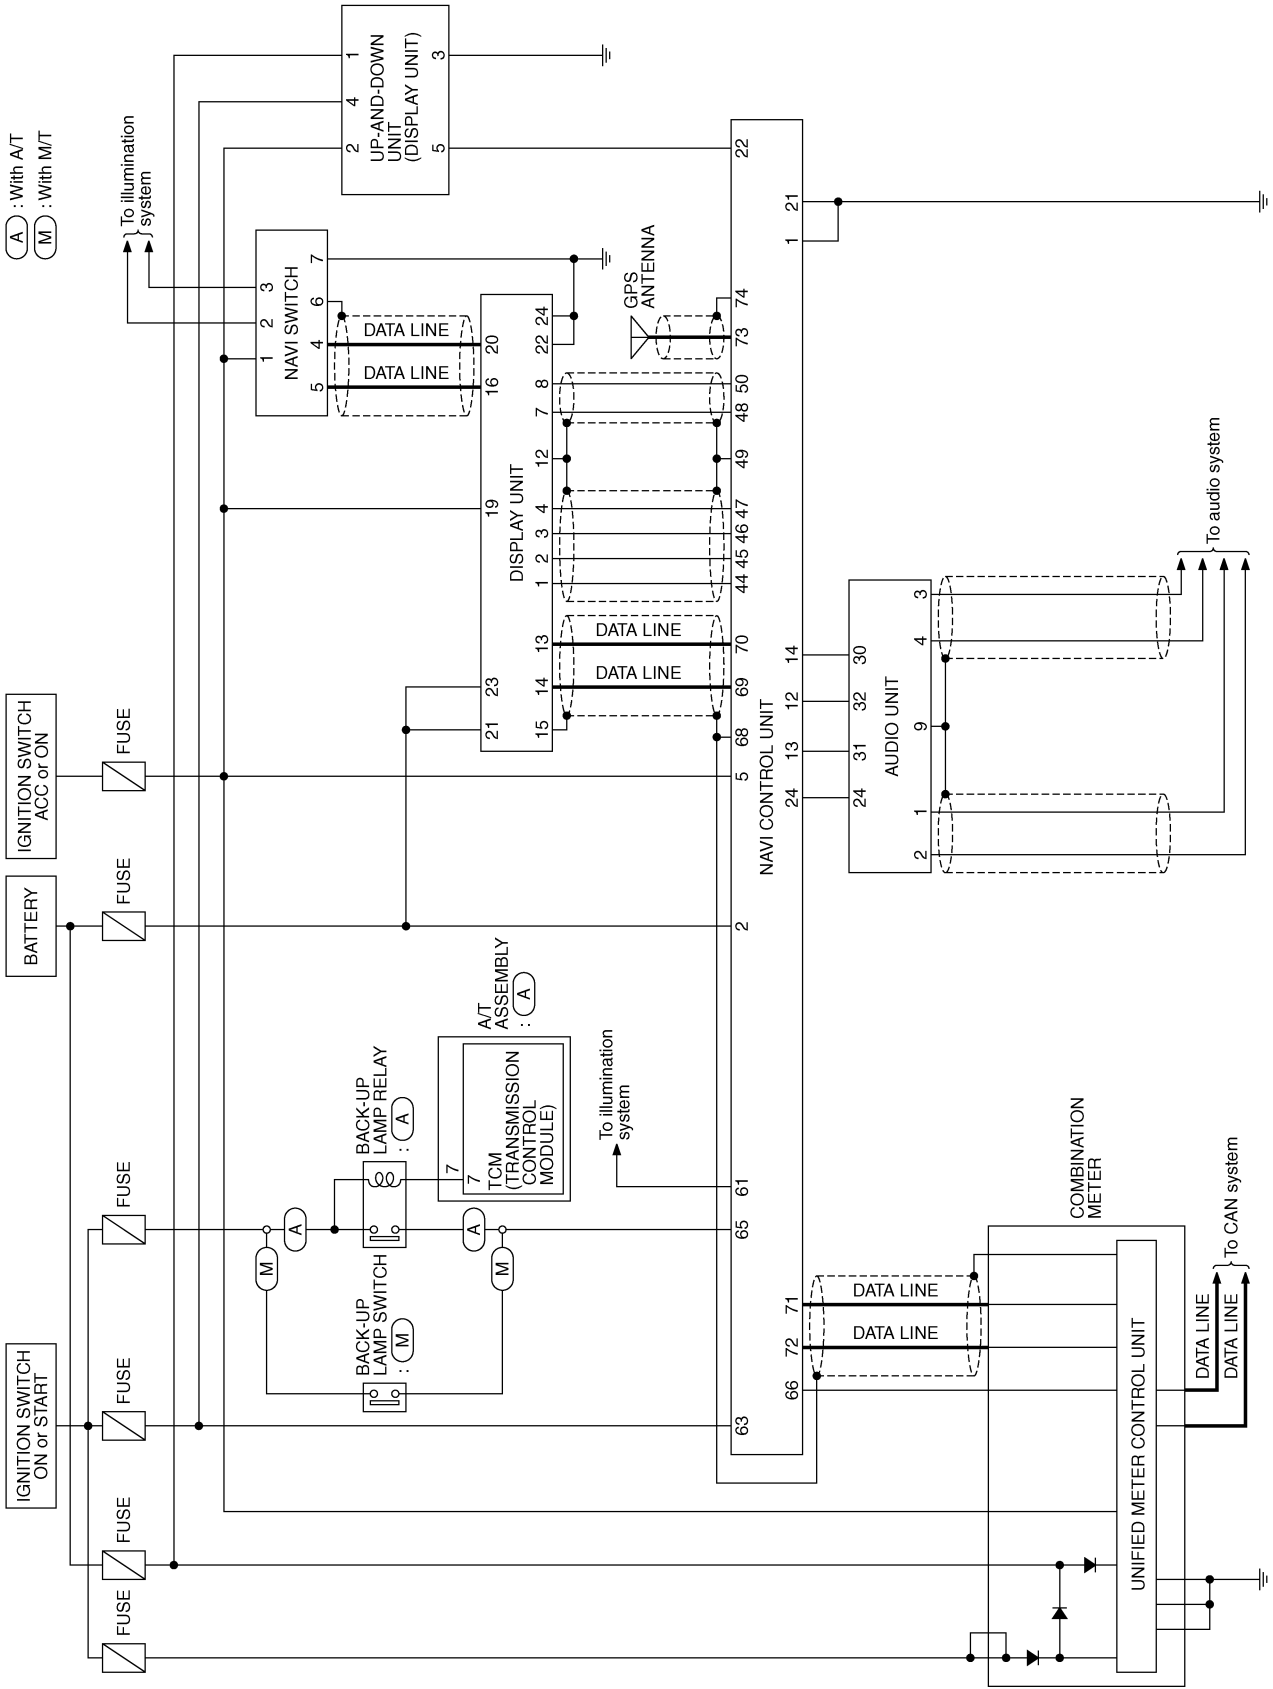 A : With A/T
M : With M/T
IGNITION SWITCH
ON or START
BATTERY
IGNITION SWITCH
ACC or ON
FUSE
FUSE
FUSE
FUSE
FUSE
FUSE
To illumination
system
1
4
2
UP-AND-DOWN
UNIT
(DISPLAY UNIT)
3
5
3
2
1
NAVI SWITCH
7
6
4
5
DATA LINE
DATA LINE
20
16
19
23
21
DISPLAY UNIT
24
22
8
7
12
4
3
2
1
13
14
15
DATA LINE
DATA LINE
GPS
ANTENNA
M
A
BACK-UP
LAMP RELAY
: A
BACK-UP
LAMP SWITCH
: M
A
M
7
7
TCM
(TRANSMISSION
CONTROL
MODULE)
A/T
ASSEMBLY
: A
To illumination
system
22
74
73
50
48
49
47
46
45
44
70
69
68
5
2
61
65
63
NAVI CONTROL UNIT
21
1
14
12
13
24
71
72
66
30
32
31
24
AUDIO UNIT
3
4
9
1
2
To audio system
DATA LINE
DATA LINE
COMBINATION
METER
UNIFIED METER CONTROL UNIT
DATA LINE
DATA LINE
To CAN system